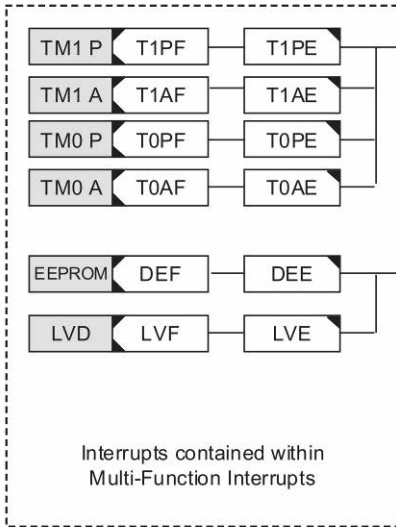 TM1 P T1PF T1PE
TM1 A T1AF T1AE
TM0 P T0PF T0PE
TM0 A T0AF T0AE
EEPROM DEF DEE
LVD LVF LVE
Interrupts contained within
Multi-Function Interrupts